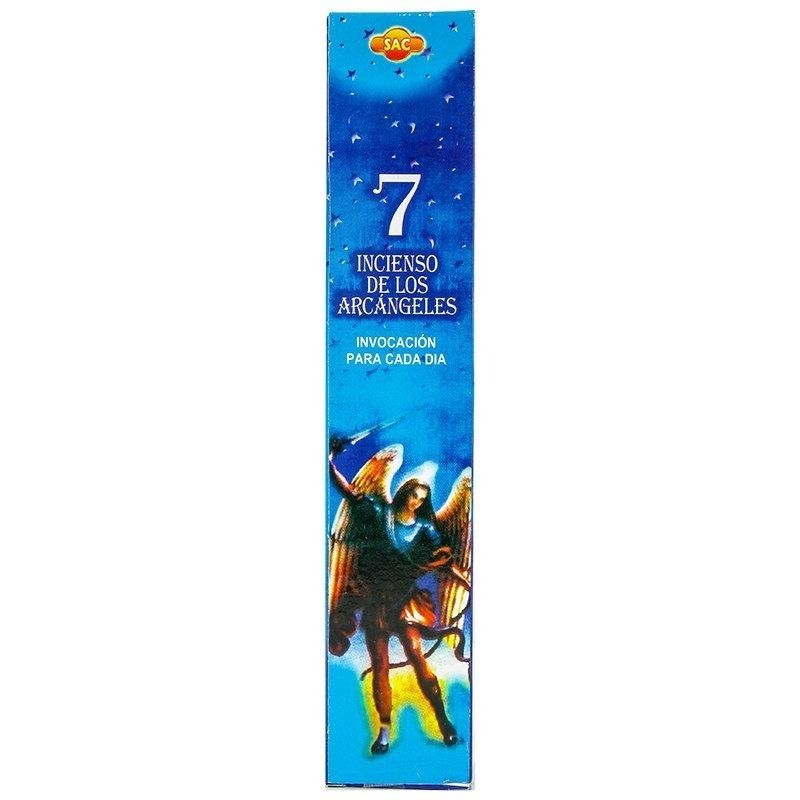 SAC
7
INCIENSO
DE LOS
ARCÁNGELES
INVOCACIÓN
PARA CADA DIA